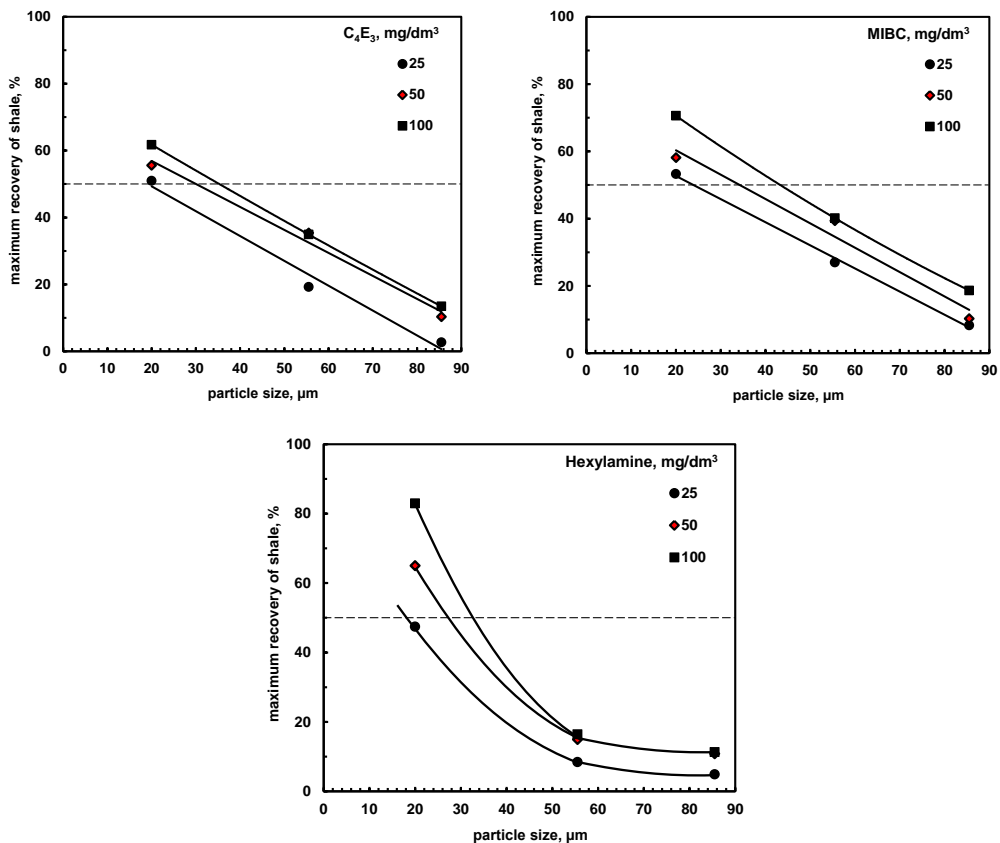 C₄E₃, mg/dm³
25
50
100
maximum recovery of shale, %
100
80
60
40
20
0
0 10 20 30 40 50 60 70 80 90
particle size, µm
MIBC, mg/dm³
25
50
100
maximum recovery of shale, %
100
80
60
40
20
0
0 10 20 30 40 50 60 70 80 90
particle size, µm
Hexylamine, mg/dm³
25
50
100
maximum recovery of shale, %
100
80
60
40
20
0
0 10 20 30 40 50 60 70 80 90
particle size, µm